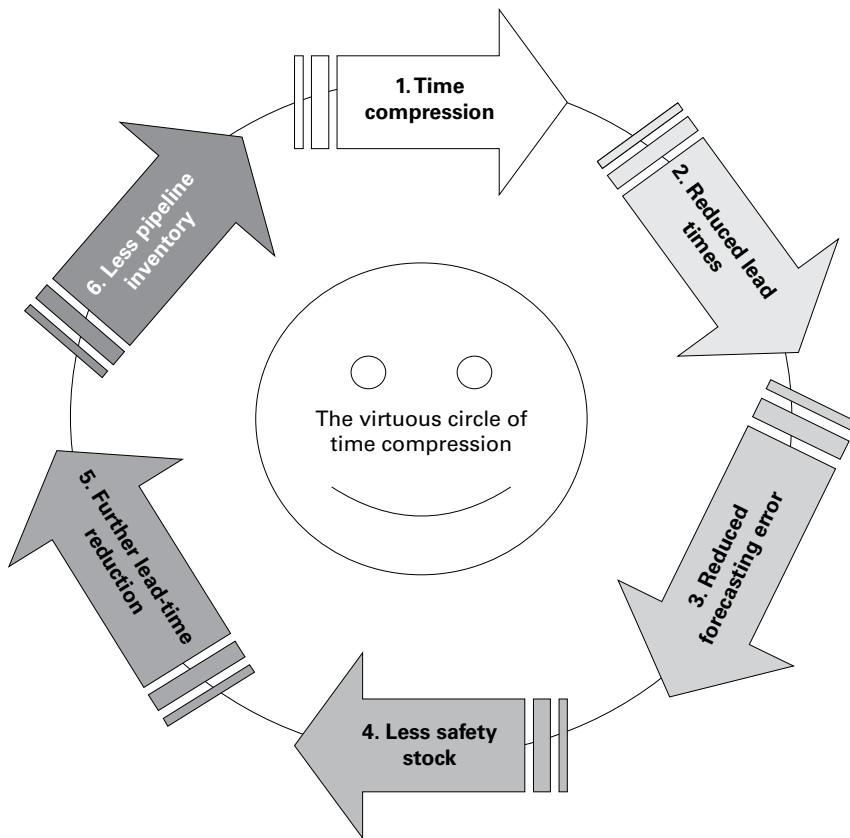 1. Time
compression
2. Reduced lead
times
3. Reduced
forecasting error
4. Less safety
stock
5. Further lead-time
reduction
6. Less pipeline
inventory
The virtuous circle of
time compression